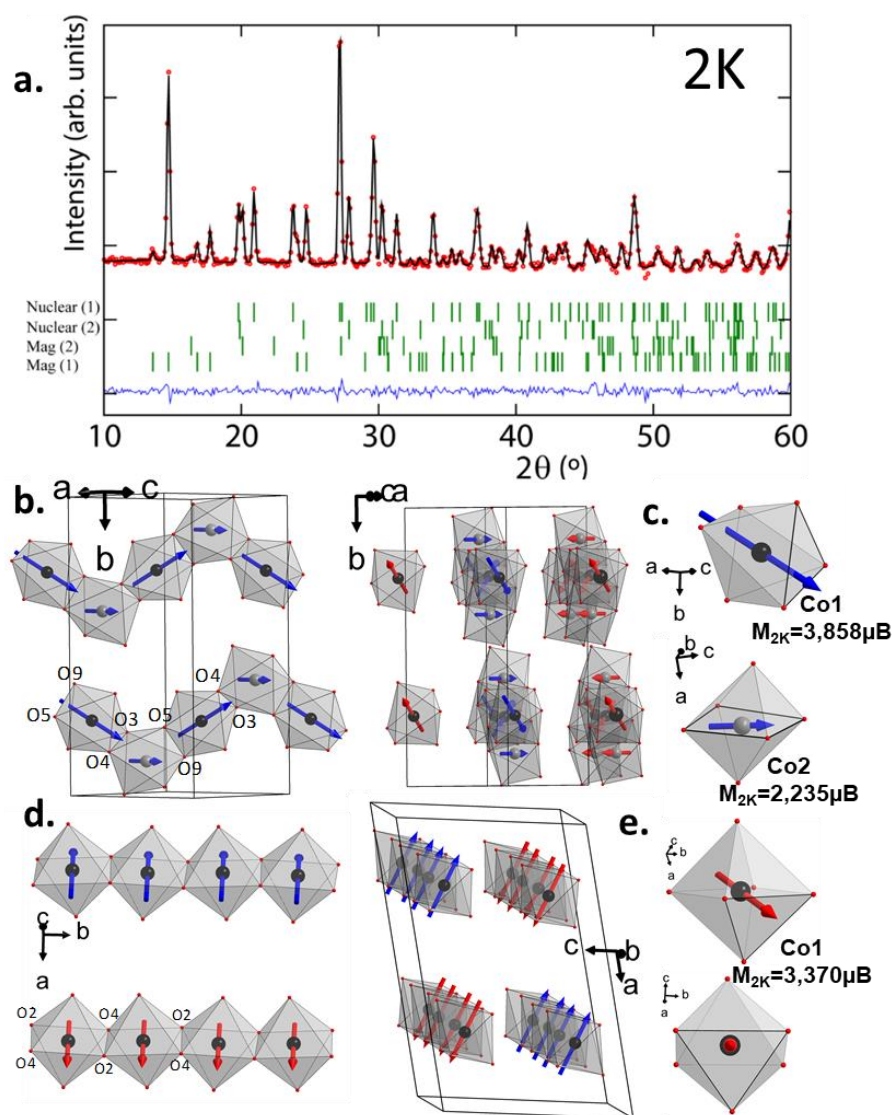 a.
2K
Intensity (arb. units)
Nuclear (1)
Nuclear (2)
Mag (2)
Mag (1)
10 20 30 40 50 60
2θ (º)
b.
a c
b
ca
b
O9
O5
O3
O4
O5
O4
O3
O9
c.
a c
b
Co1
M2K=3,858µB
b
c
a
Co2
M2K=2,235µB
d.
c
b
a
O2
O4
O4
O2
O2
O4
c b
a
e.
c
b
a
Co1
M2K=3,370µB
c
b
a